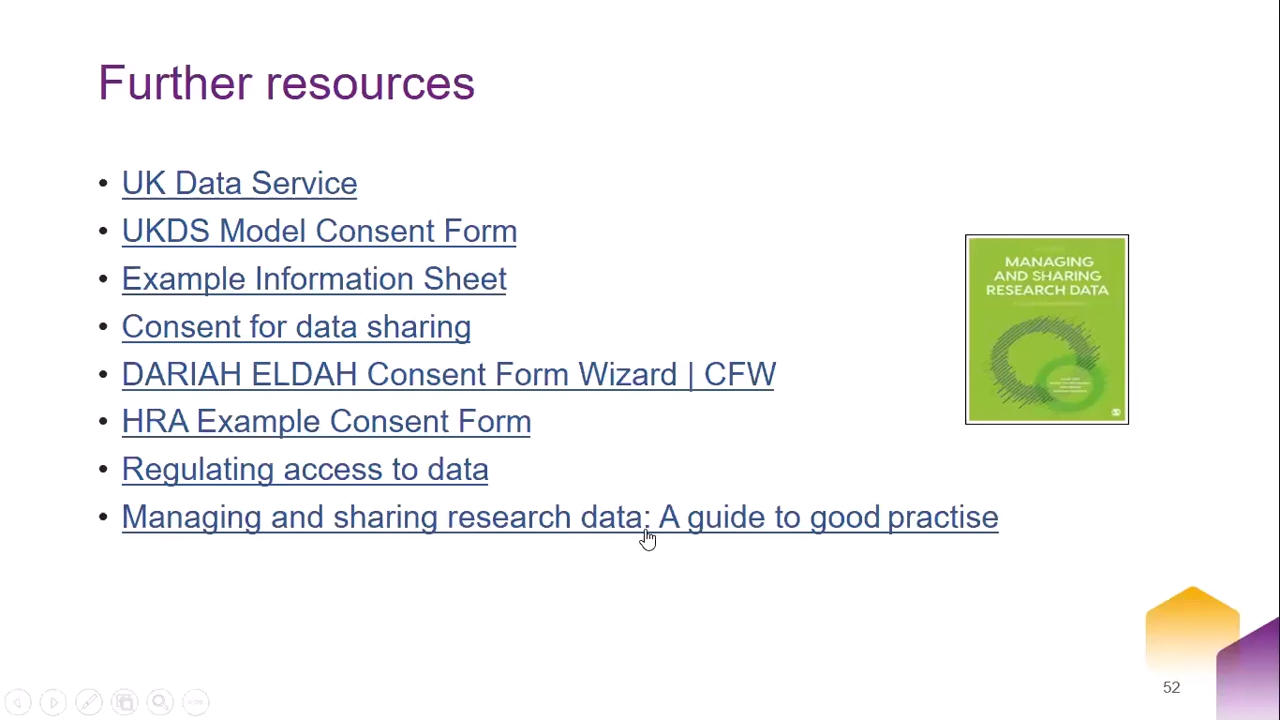 Further resources
• UK Data Service
• UKDS Model Consent Form
• Example Information Sheet
• Consent for data sharing
• DARIAH ELDAH Consent Form Wizard | CFW
• HRA Example Consent Form
• Regulating access to data
• Managing and sharing research data: A guide to good practise
MANAGING
AND SHARING
RESEARCH DATA
52